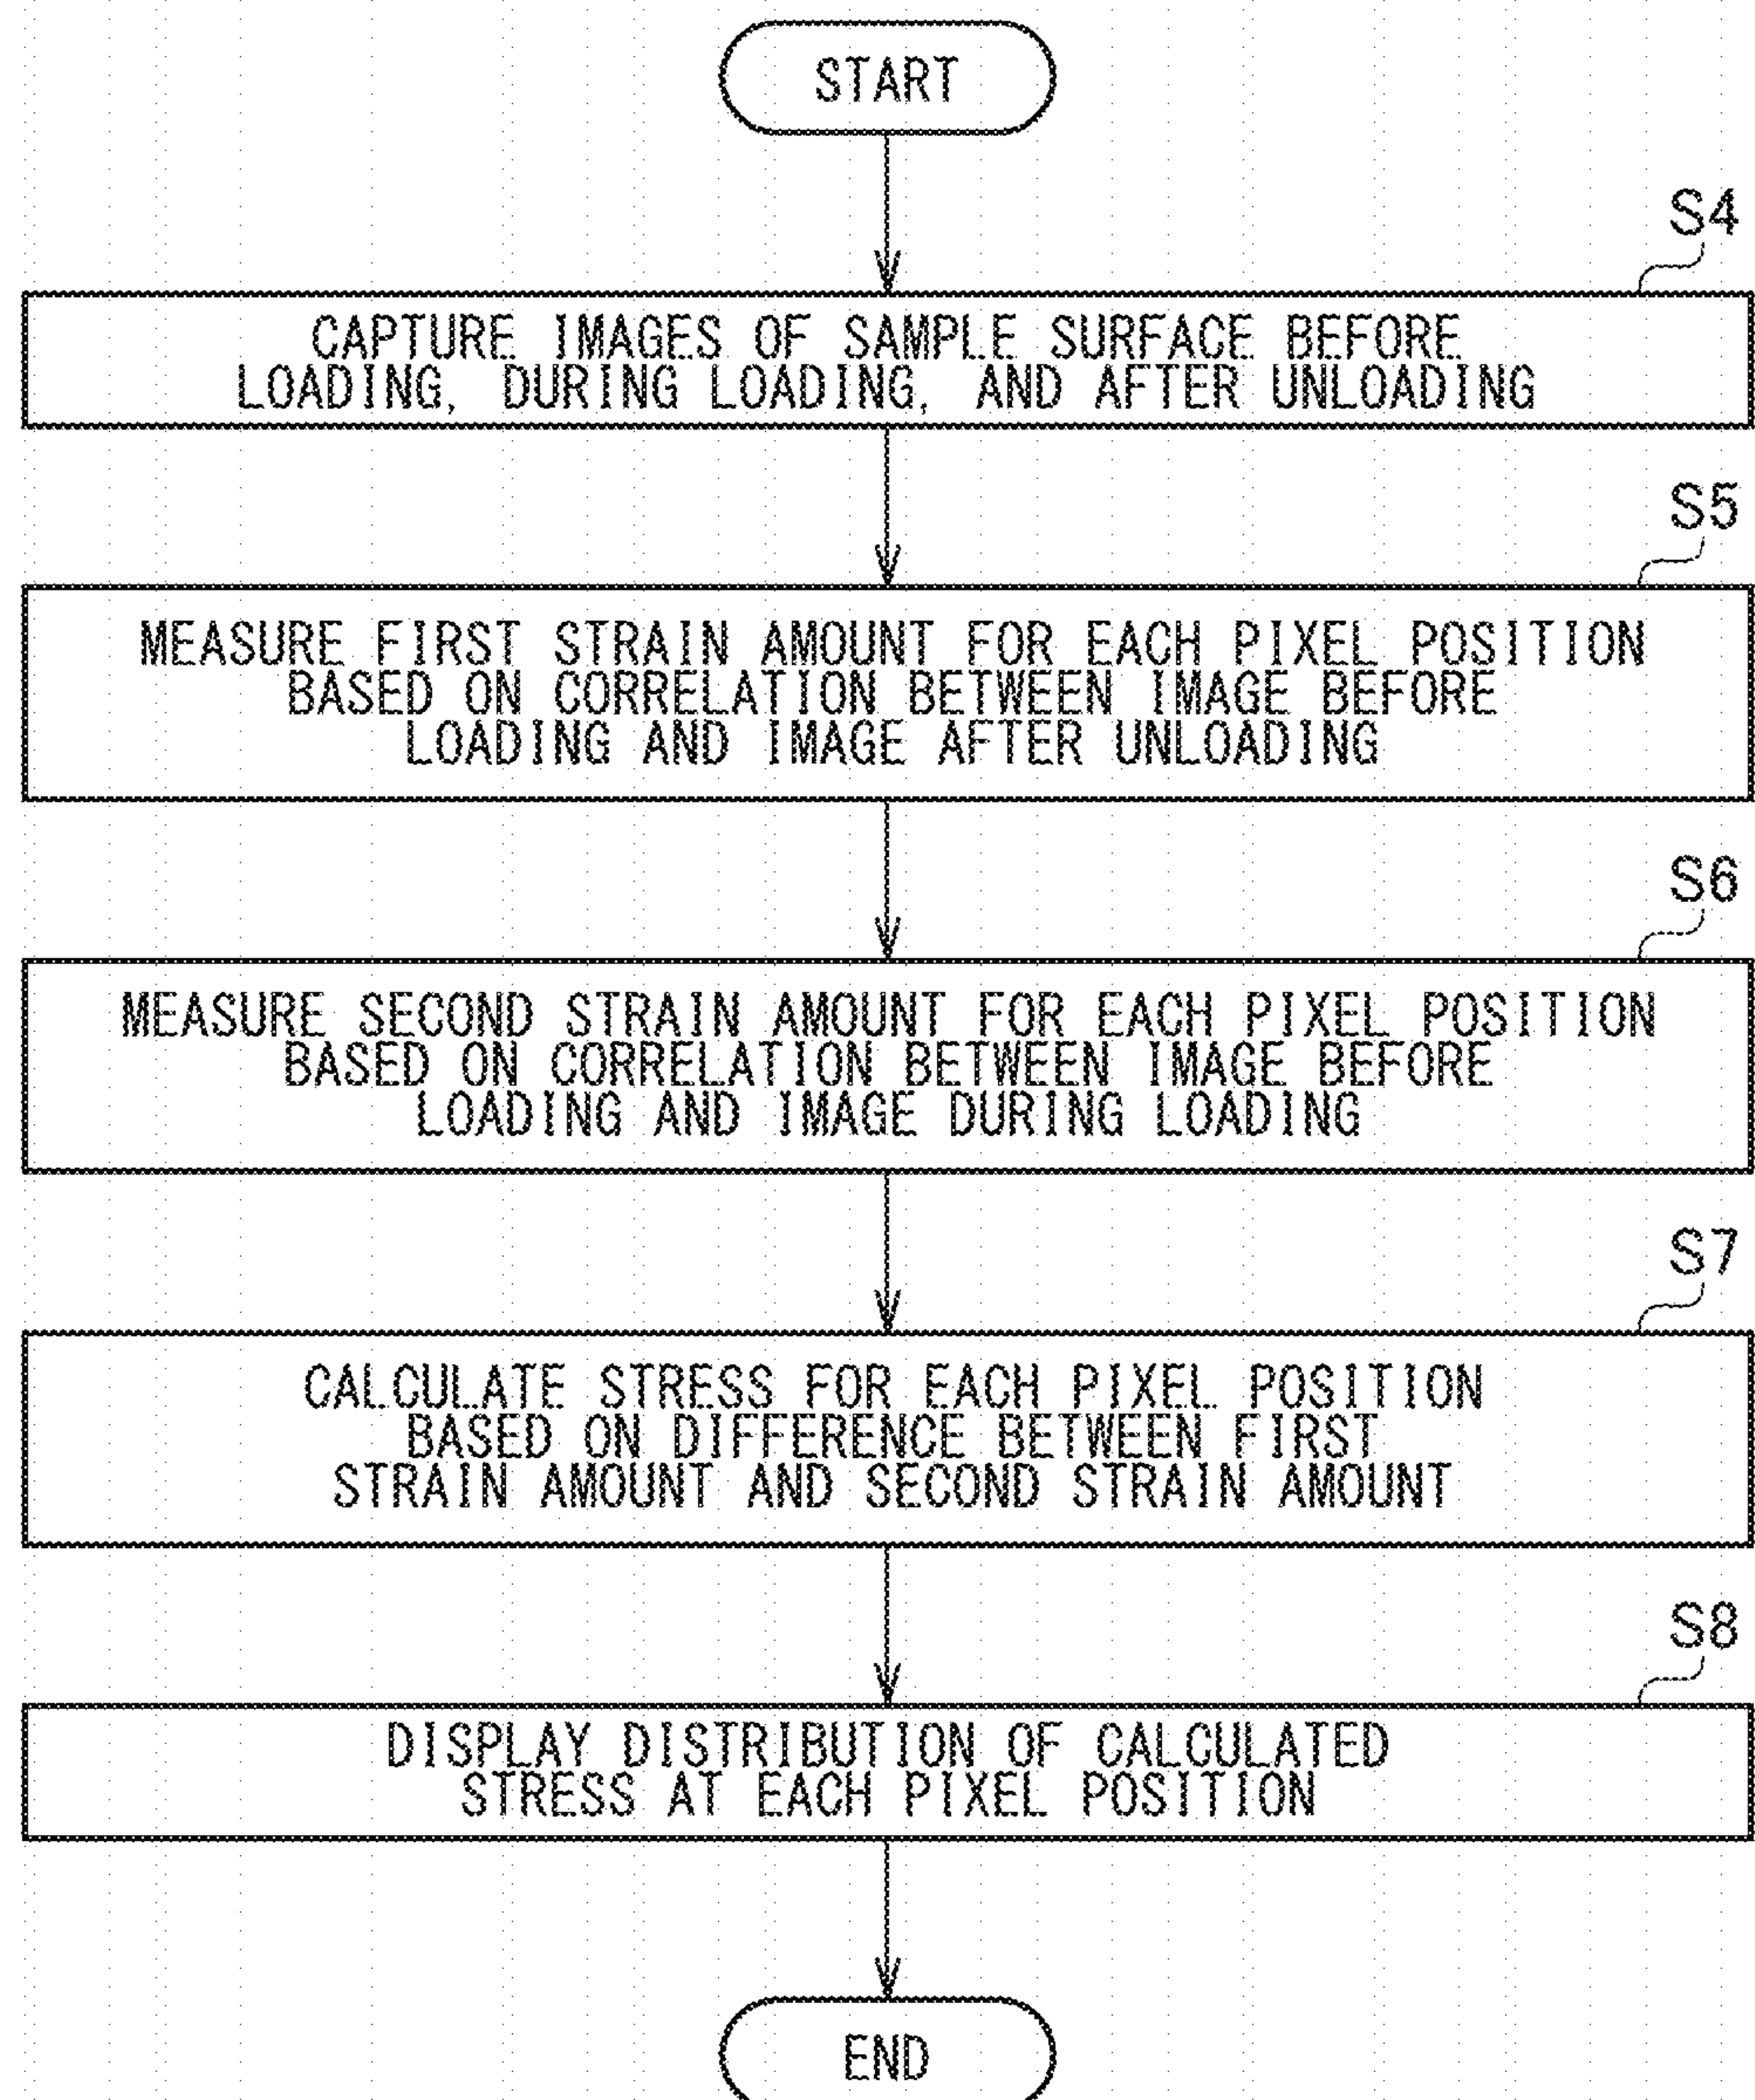 START
S4
CAPTURE IMAGES OF SAMPLE SURFACE BEFORE
LOADING, DURING LOADING, AND AFTER UNLOADING
S5
MEASURE FIRST STRAIN AMOUNT FOR EACH PIXEL POSITION
BASED ON CORRELATION BETWEEN IMAGE BEFORE
LOADING AND IMAGE AFTER UNLOADING
S6
MEASURE SECOND STRAIN AMOUNT FOR EACH PIXEL POSITION
BASED ON CORRELATION BETWEEN IMAGE BEFORE
LOADING AND IMAGE DURING LOADING
S7
CALCULATE STRESS FOR EACH PIXEL POSITION
BASED ON DIFFERENCE BETWEEN FIRST
STRAIN AMOUNT AND SECOND STRAIN AMOUNT
S8
DISPLAY DISTRIBUTION OF CALCULATED
STRESS AT EACH PIXEL POSITION
END